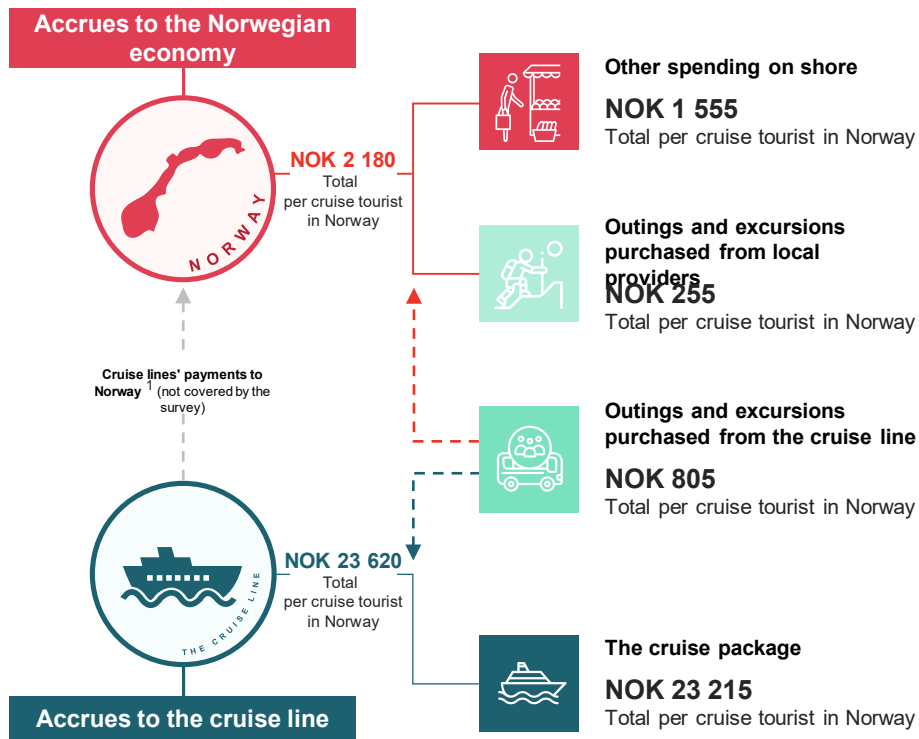 Accrues to the Norwegian
economy
NORWAY
NOK 2 180
Total
per cruise tourist
in Norway
Other spending on shore
NOK 1 555
Total per cruise tourist in Norway
Outings and excursions
purchased from local
providers
NOK 255
Total per cruise tourist in Norway
Cruise lines' payments to
Norway 1 (not covered by the
survey)
Outings and excursions
purchased from the cruise line
NOK 805
Total per cruise tourist in Norway
THE CRUISE LINE
NOK 23 620
Total
per cruise tourist
in Norway
The cruise package
NOK 23 215
Total per cruise tourist in Norway
Accrues to the cruise line